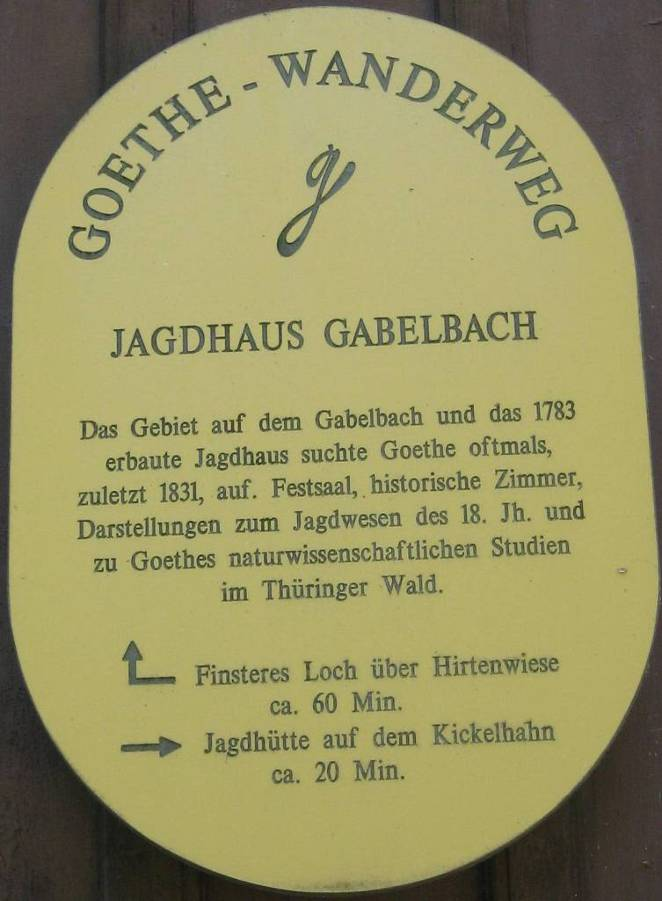 GOETHE - WANDERWEG
g
JAGDHAUS GABELBACH
Das Gebiet auf dem Gabelbach und das 1783
erbaute Jagdhaus suchte Goethe oftmals,
zuletzt 1831, auf. Festsaal, historische Zimmer,
Darstellungen zum Jagdwesen des 18. Jh. und
zu Goethes naturwissenschaftlichen Studien
im Thüringer Wald.
Finsteres Loch über Hirtenwiese
ca. 60 Min.
Jagdhütte auf dem Kickelhahn
ca. 20 Min.